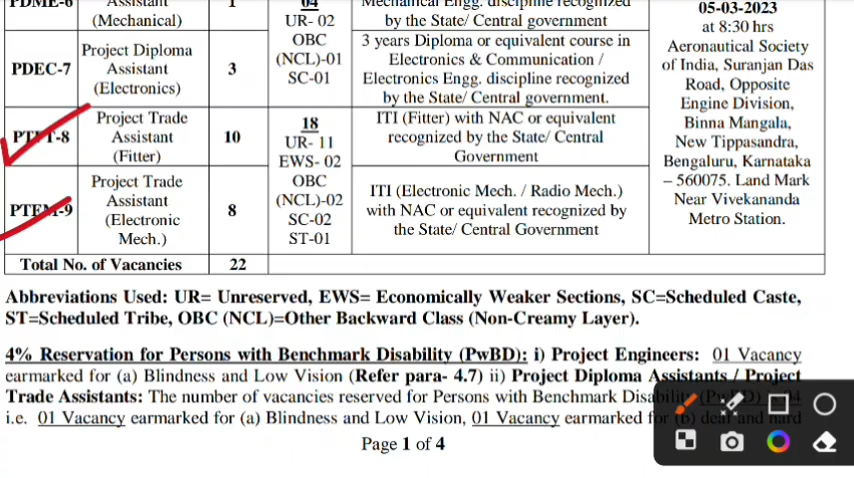 PDME-6 Assistant (Mechanical) 1
04
UR- 02
OBC
(NCL)-01
SC-01
Mechanical Engg. discipline recognized
by the State/ Central government
PDEC-7
Project Diploma
Assistant
(Electronics)
3
3 years Diploma or equivalent course in
Electronics & Communication /
Electronics Engg. discipline recognized
by the State/ Central government.
-8
Project Trade
Assistant
(Fitter)
10
18
UR- 11
EWS- 02
OBC
(NCL)-02
SC-02
ST-01
ITI (Fitter) with NAC or equivalent
recognized by the State/ Central
Government
PTEM-9
Project Trade
Assistant
(Electronic
Mech.)
8
ITI (Electronic Mech. / Radio Mech.)
with NAC or equivalent recognized by
the State/ Central Government
05-03-2023
at 8:30 hrs
Aeronautical Society
of India, Suranjan Das
Road, Opposite
Engine Division,
Binna Mangala,
New Tippasandra,
Bengaluru, Karnataka
– 560075. Land Mark
Near Vivekananda
Metro Station.
Total No. of Vacancies 22
Abbreviations Used: UR= Unreserved, EWS= Economically Weaker Sections, SC=Scheduled Caste,
ST=Scheduled Tribe, OBC (NCL)=Other Backward Class (Non-Creamy Layer).
4% Reservation for Persons with Benchmark Disability (PwBD): i) Project Engineers: 01 Vacancy
earmarked for (a) Blindness and Low Vision (Refer para- 4.7) ii) Project Diploma Assistants / Project
Trade Assistants: The number of vacancies reserved for Persons with Benchmark Disability (PwBD)
i.e. 01 Vacancy earmarked for (a) Blindness and Low Vision, 01 Vacancy earmarked for (b) deaf and hard
Page 1 of 4